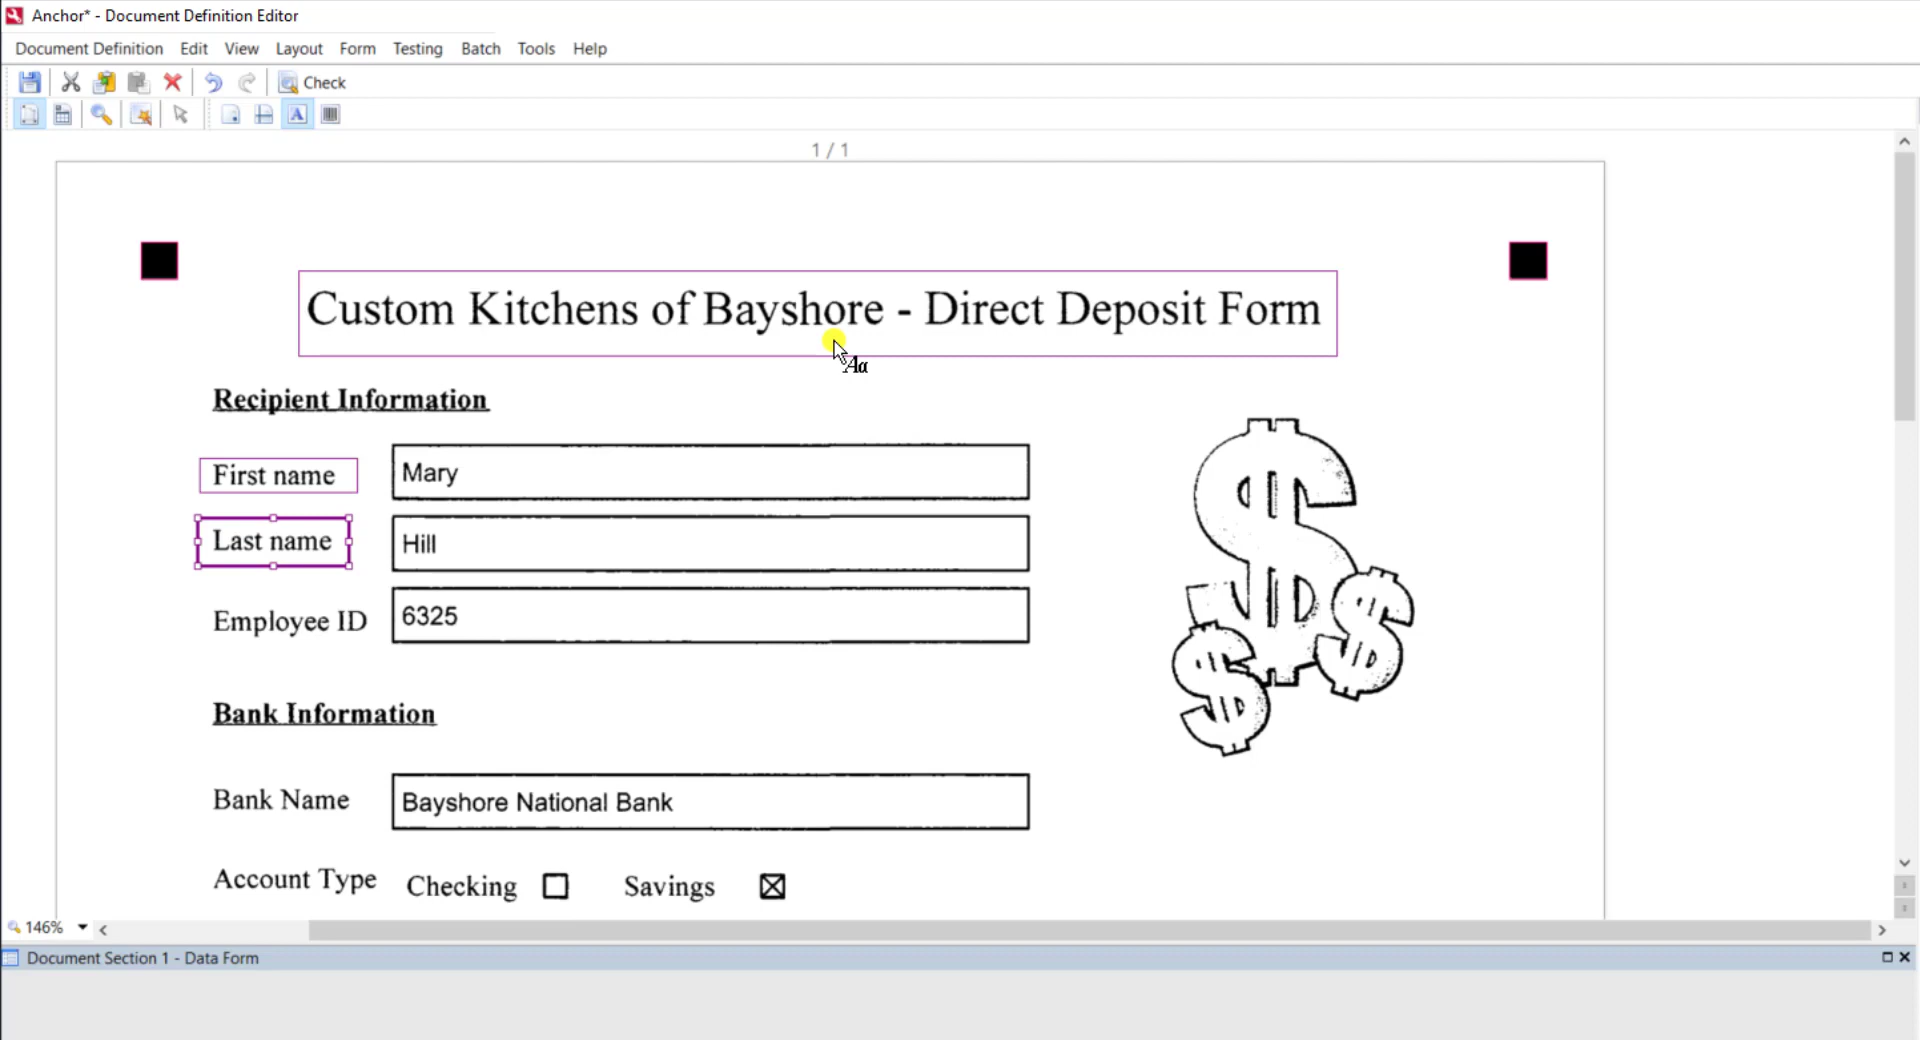 Anchor* - Document Definition Editor
Document Definition Edit View Layout Form Testing Batch Tools Help
Check
A
1 / 1
Custom Kitchens of Bayshore - Direct Deposit Form
Aa
Recipient Information
First name Mary
Last name Hill
Employee ID 6325
$
$
$
Bank Information
Bank Name Bayshore National Bank
Account Type Checking Savings
146%
Document Section 1 - Data Form